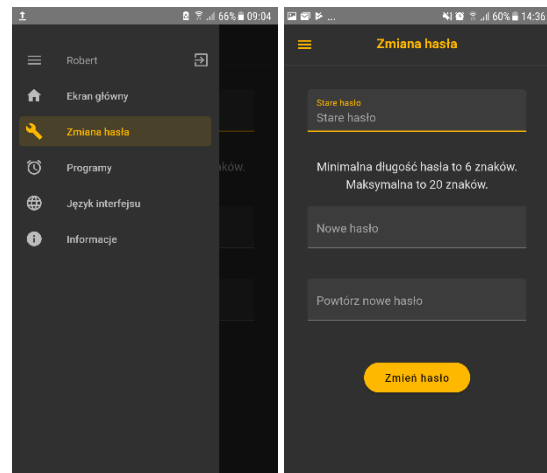 66% 09:04
Robert
Ekran główny
Zmiana hasła
Programy
Język interfejsu
Informacje
ków.
... 60% 14:36
Zmiana hasła
Stare hasło
Stare hasło
Minimalna długość hasła to 6 znaków.
Maksymalna to 20 znaków.
Nowe hasło
Powtórz nowe hasło
Zmień hasło